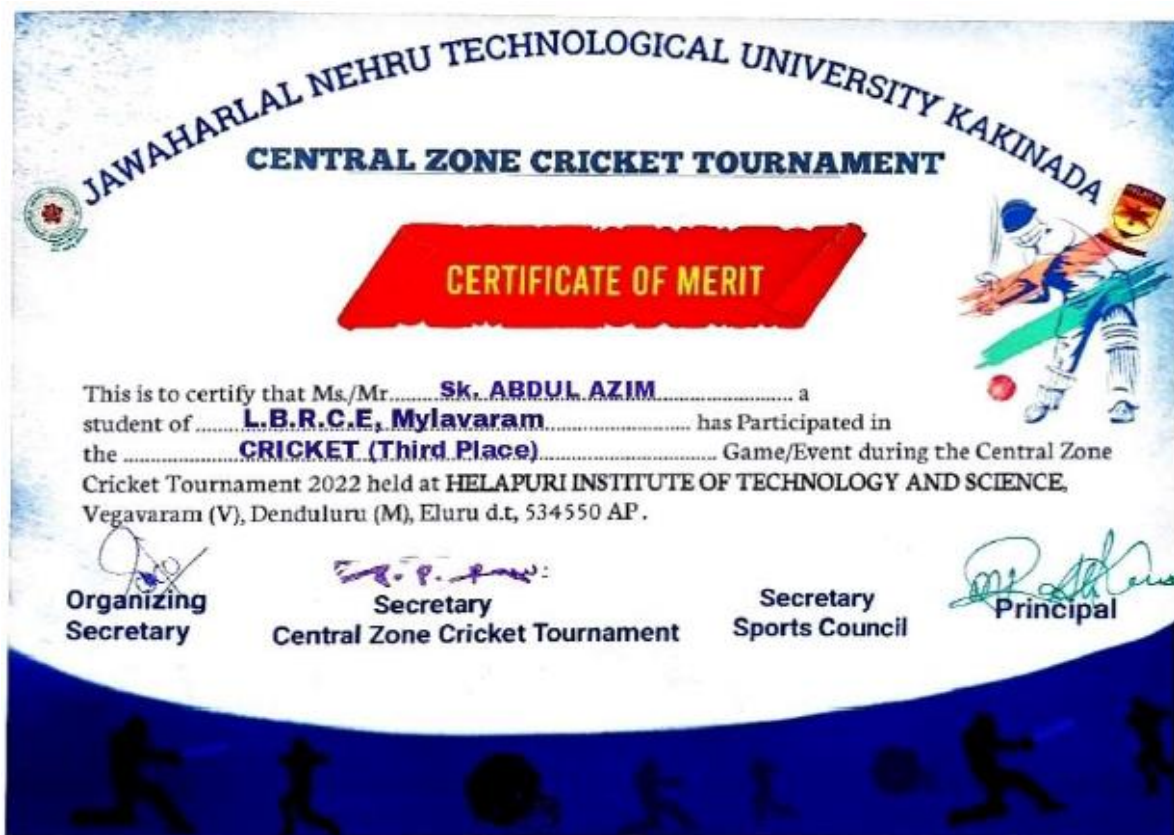 JAWAHARLAL NEHRU TECHNOLOGICAL UNIVERSITY KAKINADA
CENTRAL ZONE CRICKET TOURNAMENT
CERTIFICATE OF MERIT
This is to certify that Ms./Mr. Sk. ABDUL AZIM a
student of L.B.R.C.E, Mylavaram has Participated in
the CRICKET (Third Place) Game/Event during the Central Zone
Cricket Tournament 2022 held at HELAPURI INSTITUTE OF TECHNOLOGY AND SCIENCE,
Vegavaram (V), Denduluru (M), Eluru d.t, 534550 AP.
Organizing
Secretary
Secretary
Central Zone Cricket Tournament
Secretary
Sports Council
Principal